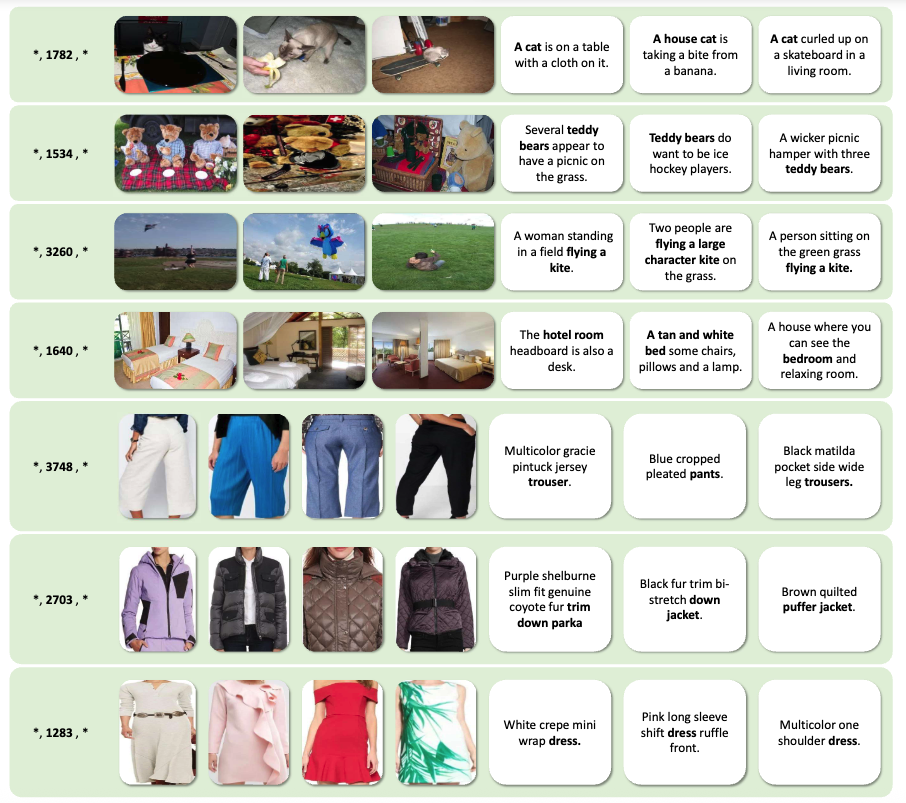 *, 1782 , *
A cat is on a table
with a cloth on it.
A house cat is
taking a bite from
a banana.
A cat curled up on
a skateboard in a
living room.
*, 1534 , *
Several teddy
bears appear to
have a picnic on
the grass.
Teddy bears do
want to be ice
hockey players.
A wicker picnic
hamper with three
teddy bears.
*, 3260 , *
A woman standing
in a field flying a
kite.
Two people are
flying a large
character kite on
the grass.
A person sitting on
the green grass
flying a kite.
*, 1640 , *
The hotel room
headboard is also a
desk.
A tan and white
bed some chairs,
pillows and a lamp.
A house where you
can see the
bedroom and
relaxing room.
*, 3748 , *
Multicolor gracie
pintuck jersey
trouser.
Blue cropped
pleated pants.
Black matilda
pocket side wide
leg trousers.
*, 2703 , *
Purple shelburne
slim fit genuine
coyote fur trim
down parka
Black fur trim bi-
stretch down
jacket.
Brown quilted
puffer jacket.
*, 1283 , *
White crepe mini
wrap dress.
Pink long sleeve
shift dress ruffle
front.
Multicolor one
shoulder dress.